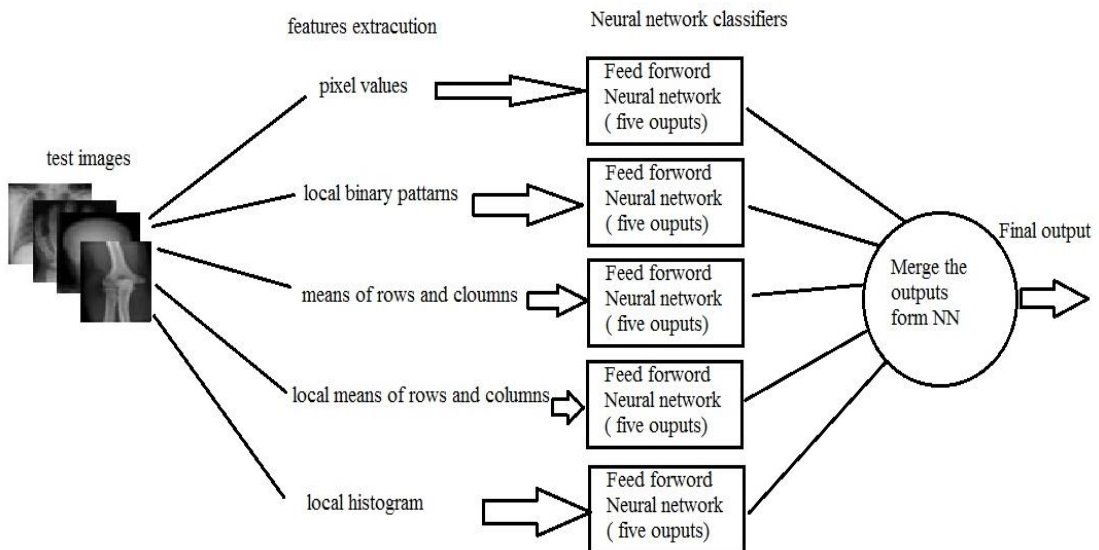 features extracution
Neural network classifiers
test images
pixel values
Feed forword
Neural network
( five ouputs)
local binary pattarns
Feed forword
Neural network
( five ouputs)
means of rows and cloumns
Feed forword
Neural network
( five ouputs)
local means of rows and columns
Feed forword
Neural network
( five ouputs)
local histogram
Feed forword
Neural network
( five ouputs)
Merge the
outputs
form NN
Final output